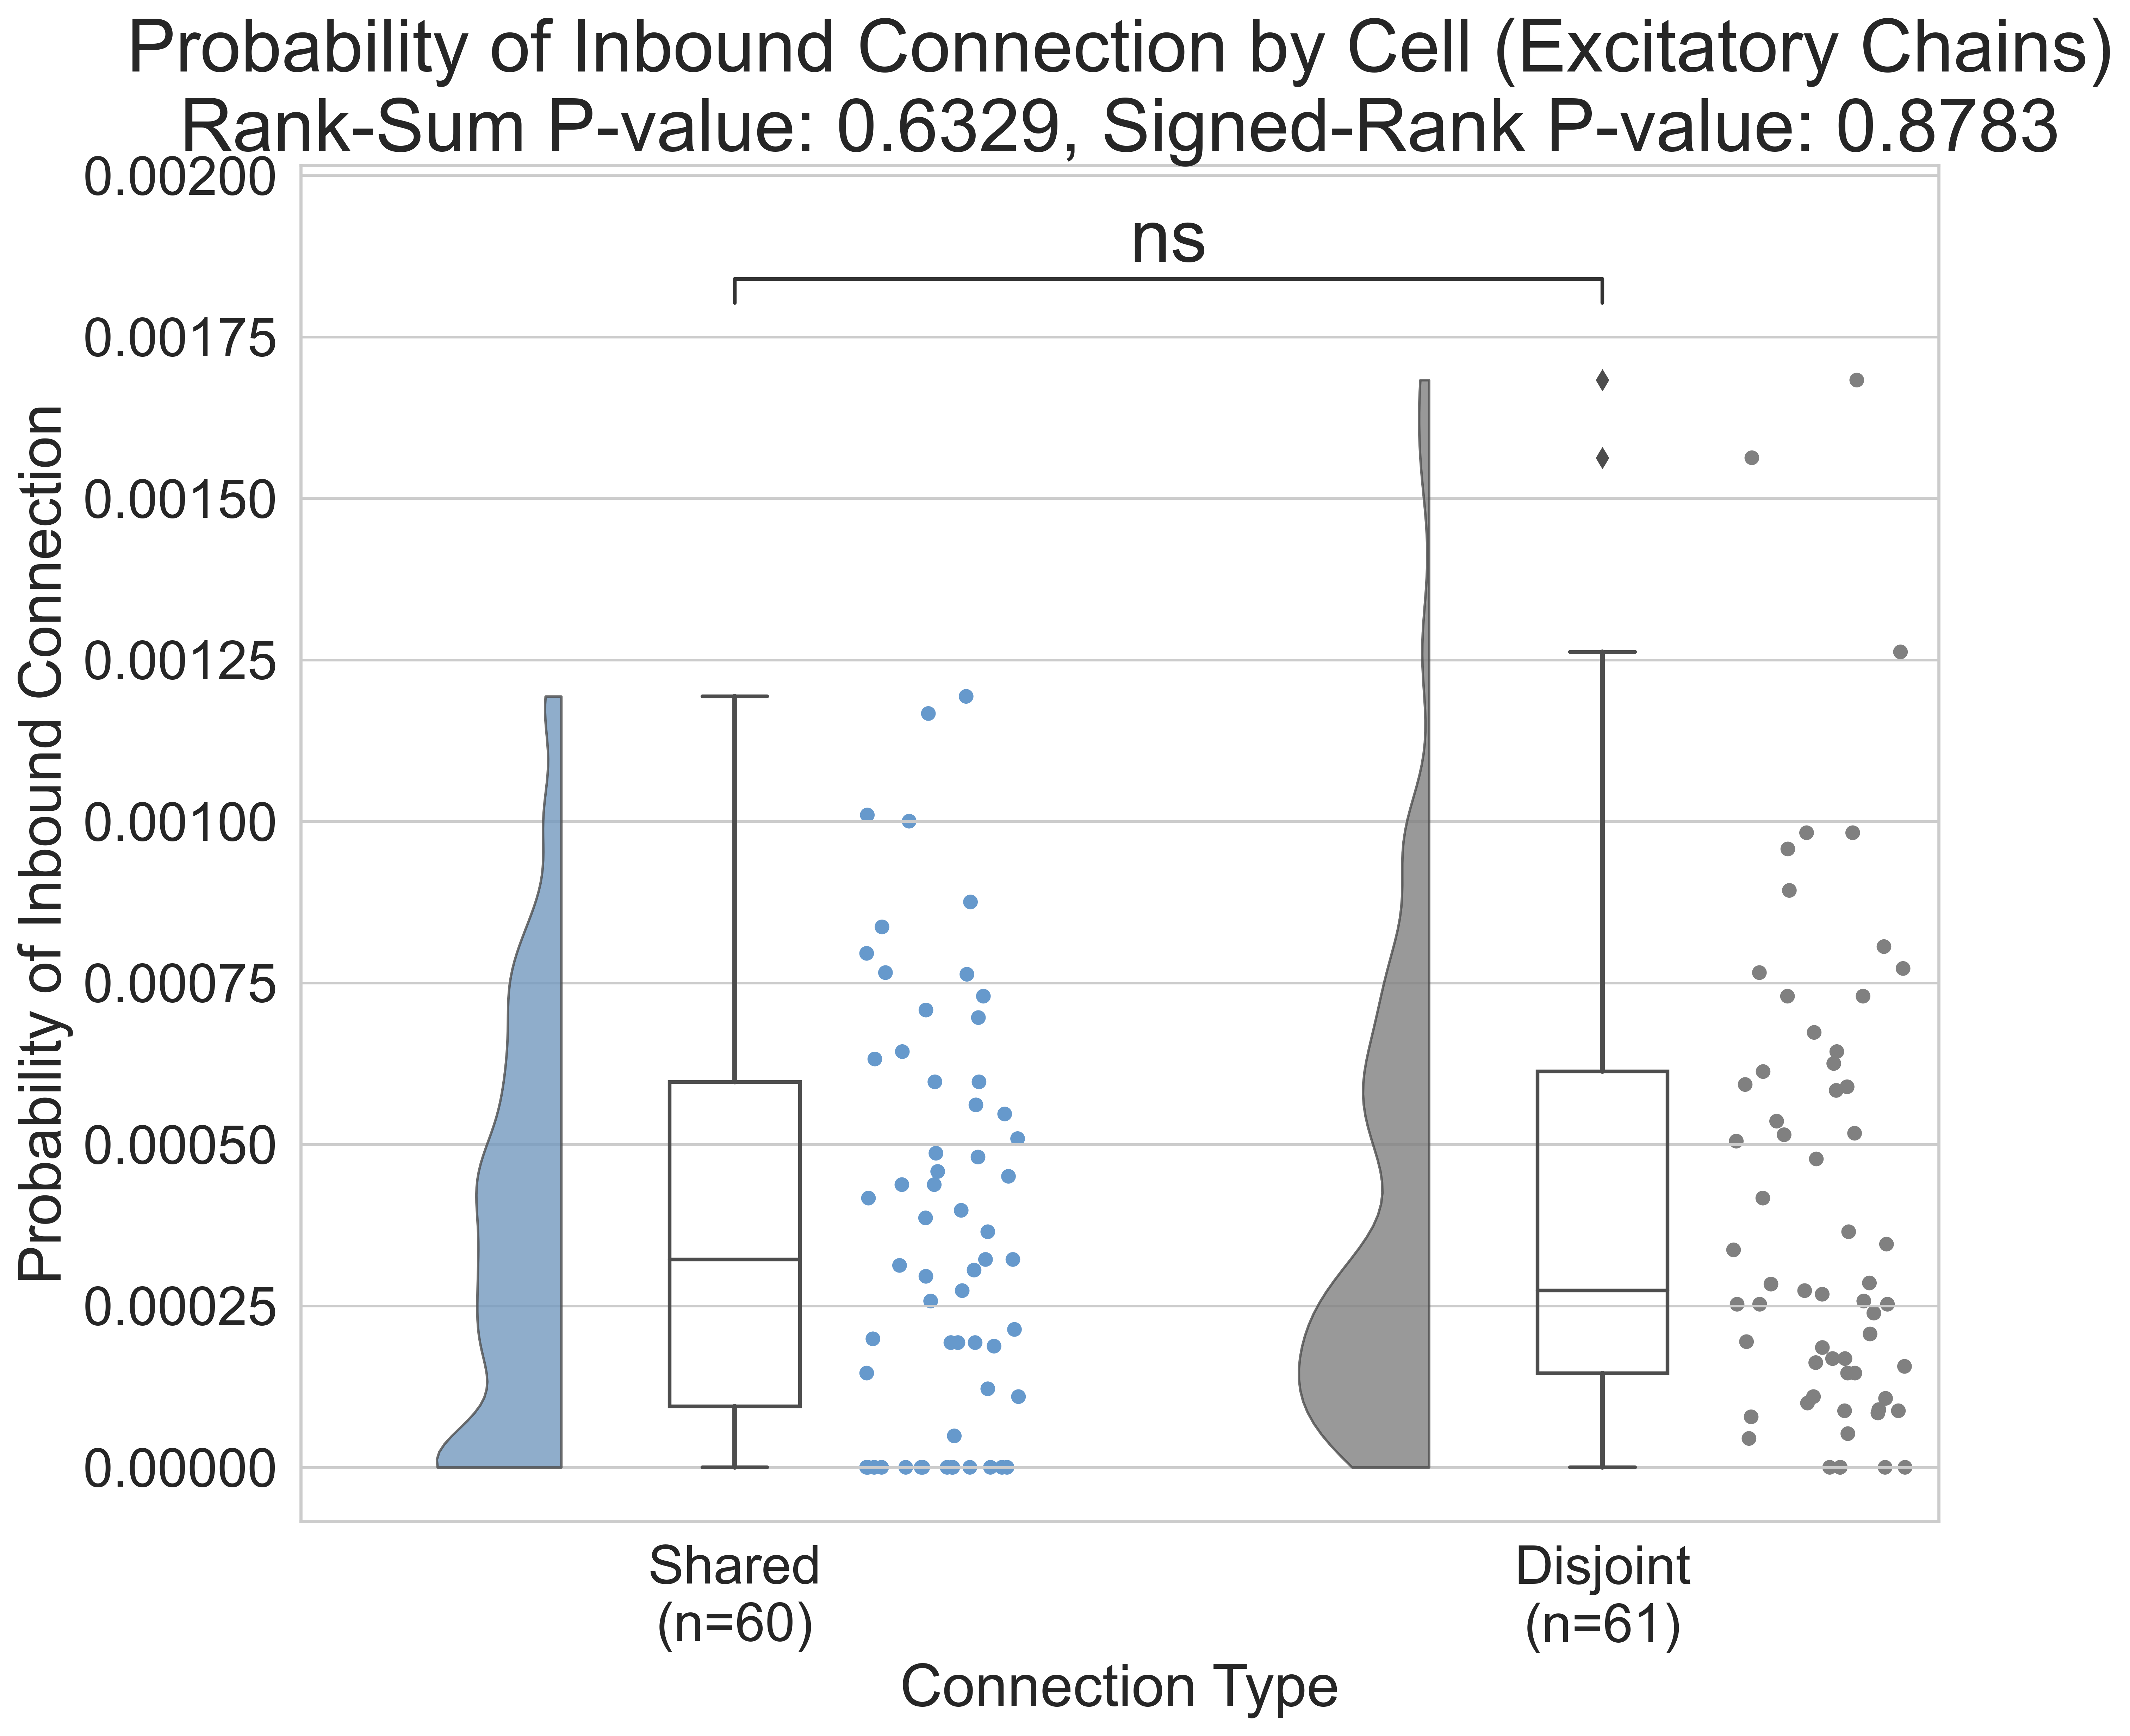 Probability of Inbound Connection by Cell (Excitatory Chains)
Rank-Sum P-value: 0.6329, Signed-Rank P-value: 0.8783
Probability of Inbound Connection
0.00200
0.00175
0.00150
0.00125
0.00100
0.00075
0.00050
0.00025
0.00000
ns
Shared
(n=60)
Disjoint
(n=61)
Connection Type